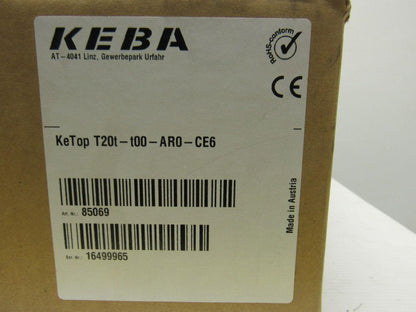 KEBA
AT-4041 Linz, Gewerbepark Urfahr
RoHS-conform
CE
KeTop T20t-t00-AR0-CE6
Art. Nr.: 85069
Ser. Nr.: 16499965
Made in Austria